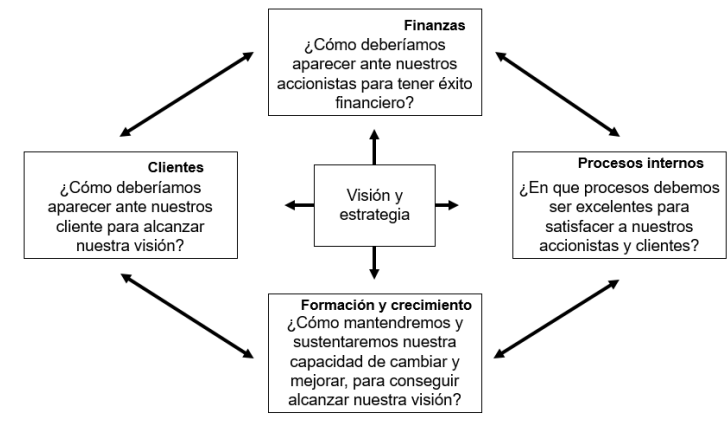 Finanzas
¿Cómo deberíamos
aparecer ante nuestros
accionistas para tener éxito
financiero?
Clientes
¿Cómo deberíamos
aparecer ante nuestros
cliente para alcanzar
nuestra visión?
Visión y
estrategia
Procesos internos
¿En que procesos debemos
ser excelentes para
satisfacer a nuestros
accionistas y clientes?
Formación y crecimiento
¿Cómo mantendremos y
sustentaremos nuestra
capacidad de cambiar y
mejorar, para conseguir
alcanzar nuestra visión?